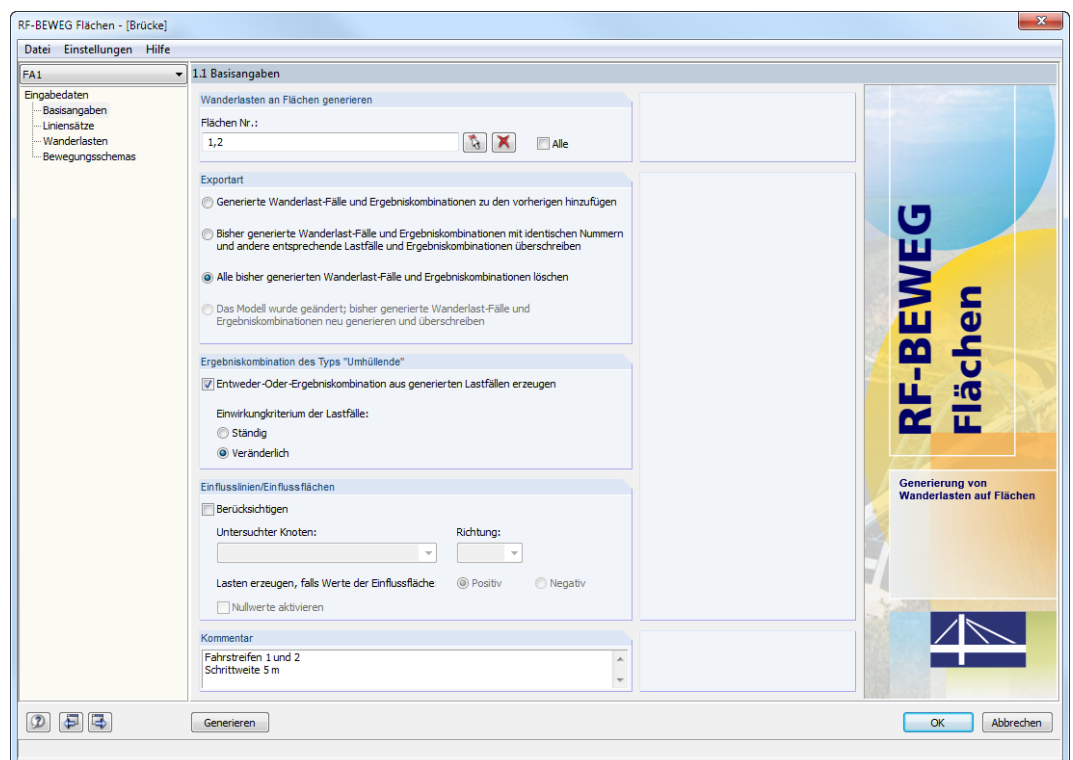 RF-BEWEG Flächen - [Brücke]
Datei Einstellungen Hilfe
FA1
1.1 Basisangaben
Eingabedaten
Basisangaben
Liniensätze
Wanderlasten
Bewegungsschemas
Wanderlasten an Flächen generieren
Flächen Nr.:
1,2
Alle
Exportart
Generierte Wanderlast-Fälle und Ergebniskombinationen zu den vorherigen hinzufügen
Bisher generierte Wanderlast-Fälle und Ergebniskombinationen mit identischen Nummern
und andere entsprechende Lastfälle und Ergebniskombinationen überschreiben
Alle bisher generierten Wanderlast-Fälle und Ergebniskombinationen löschen
Das Modell wurde geändert; bisher generierte Wanderlast-Fälle und
Ergebniskombinationen neu generieren und überschreiben
Ergebniskombination des Typs "Umhüllende"
Entweder-Oder-Ergebniskombination aus generierten Lastfällen erzeugen
Einwirkungkriterium der Lastfälle:
Ständig
Veränderlich
Einflusslinien/Einflussflächen
Berücksichtigen
Untersuchter Knoten: Richtung:
Lasten erzeugen, falls Werte der Einflussfläche: Positiv Negativ
Nullwerte aktivieren
Kommentar
Fahrstreifen 1 und 2
Schrittweite 5 m
RF-BEWEG
Flächen
Generierung von
Wanderlasten auf Flächen
Generieren
OK
Abbrechen